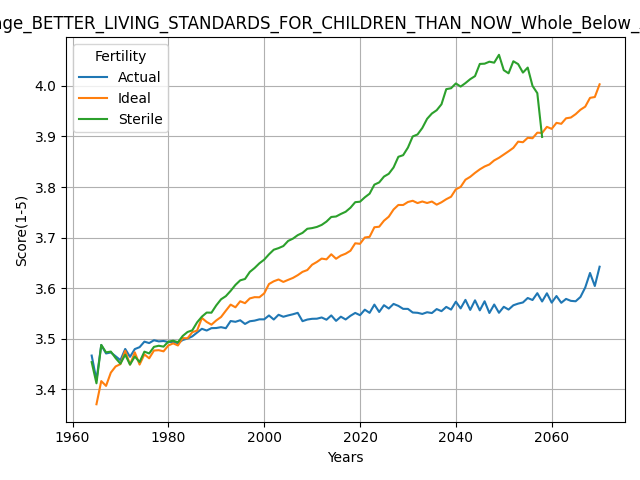 ge_BETTER_LIVING_STANDARDS_FOR_CHILDREN_THAN_NOW_Whole_Below_
Fertility
Actual
Ideal
Sterile
Score(1-5)
4.0
3.9
3.8
3.7
3.6
3.5
3.4
1960 1980 2000 2020 2040 2060
Years